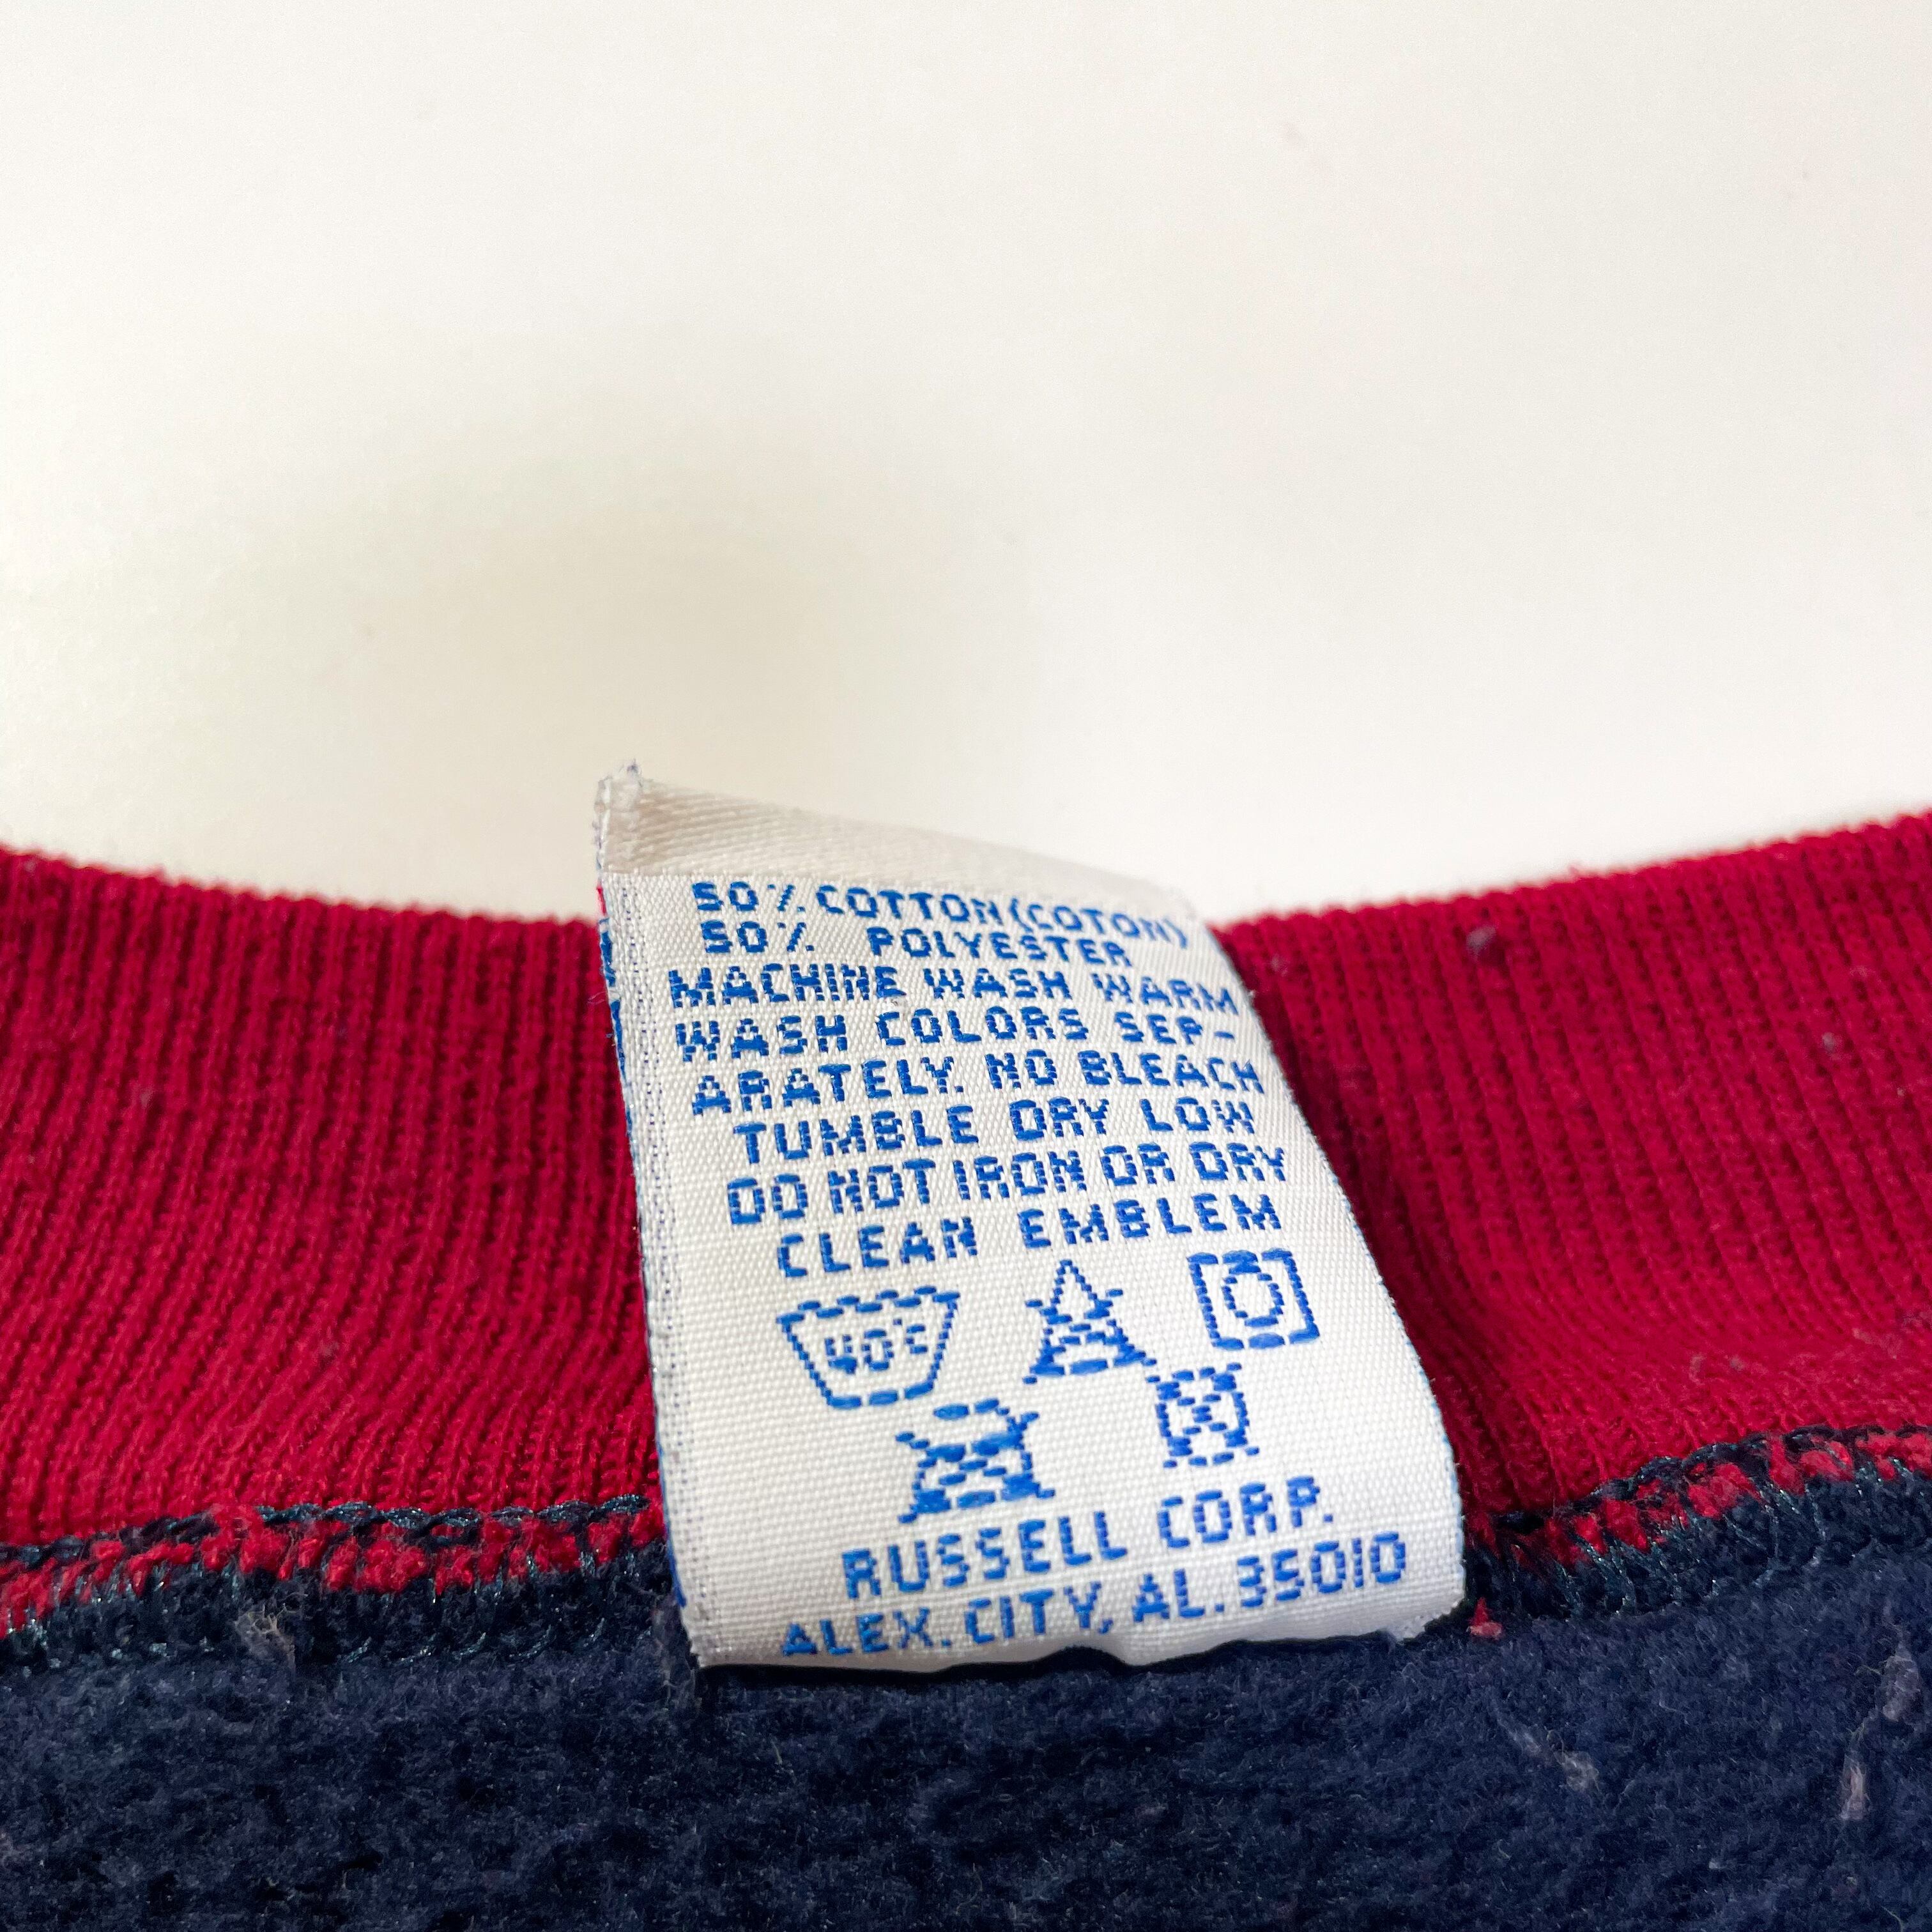 50% COTTON (COTON)
50% POLYESTER
MACHINE WASH WARM
WASH COLORS SEP-
ARATELY. NO BLEACH
TUMBLE DRY LOW
DO NOT IRON OR DRY
CLEAN EMBLEM
40°C
RUSSELL CORP.
ALEX. CITY, AL. 35010